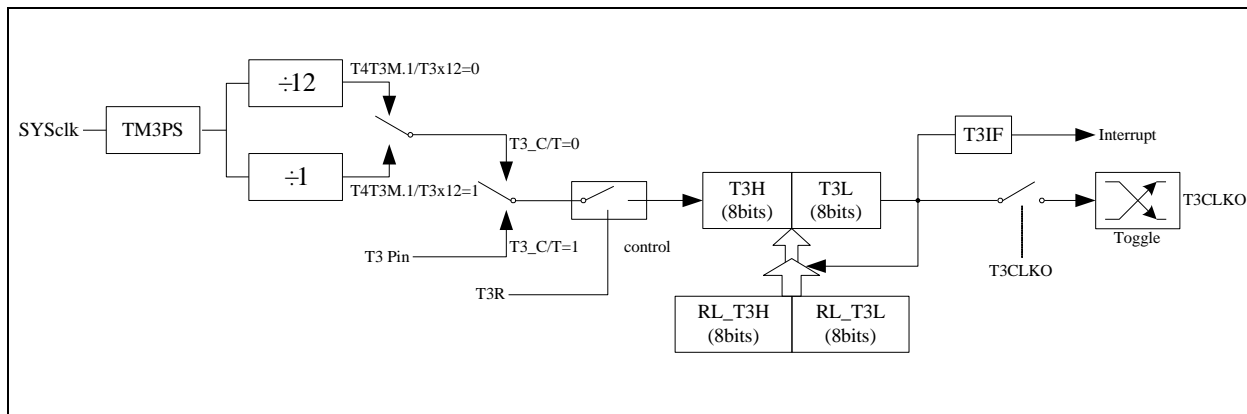 ÷12
T4T3M.1/T3x12=0
SYSclk
TM3PS
T3_C/T=0
T3IF
Interrupt
÷1
T4T3M.1/T3x12=1
T3H
(8bits)
T3L
(8bits)
T3CLKO
Toggle
T3 Pin
T3_C/T=1
control
T3CLKO
T3R
RL_T3H
(8bits)
RL_T3L
(8bits)